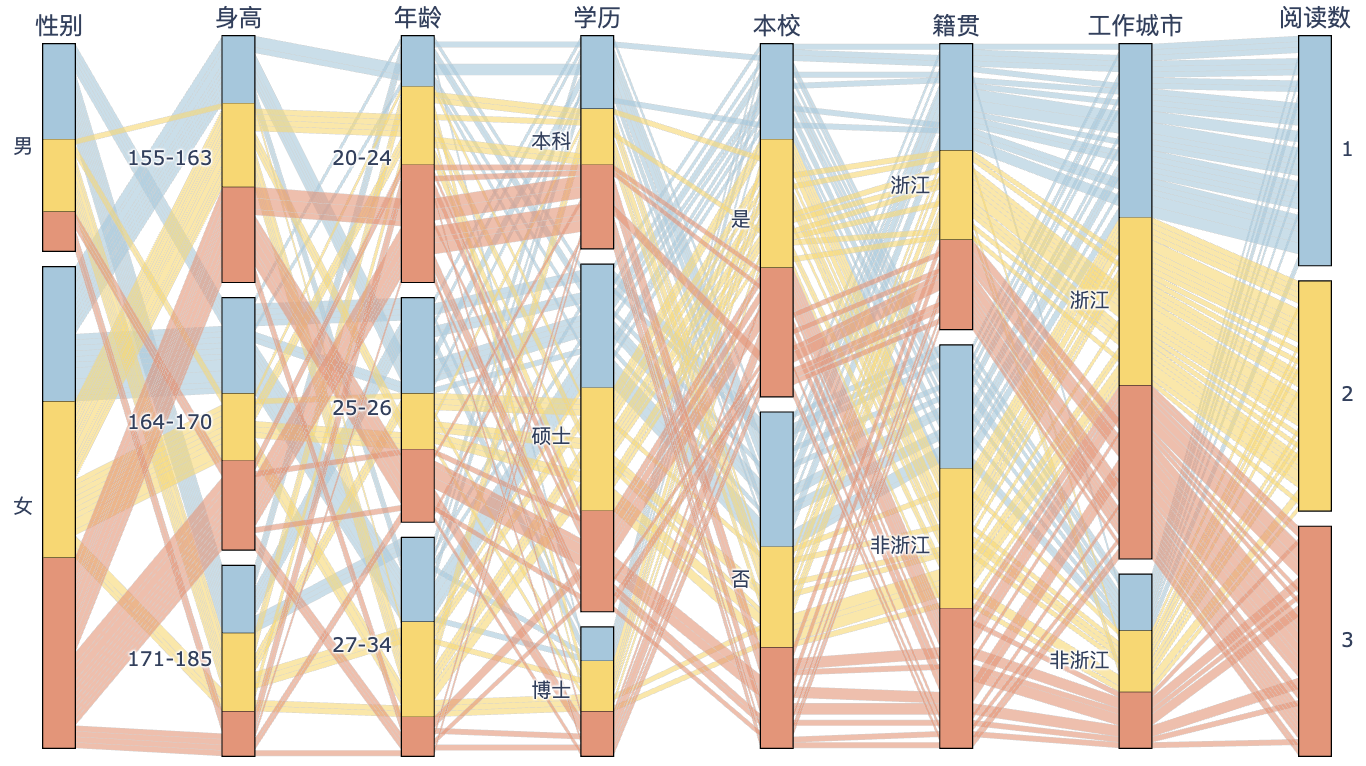 性别
身高
年龄
学历
本校
籍贯
工作城市
阅读数
男
女
155-163
164-170
171-185
20-24
25-26
27-34
本科
硕士
博士
是
否
浙江
非浙江
浙江
非浙江
1
2
3